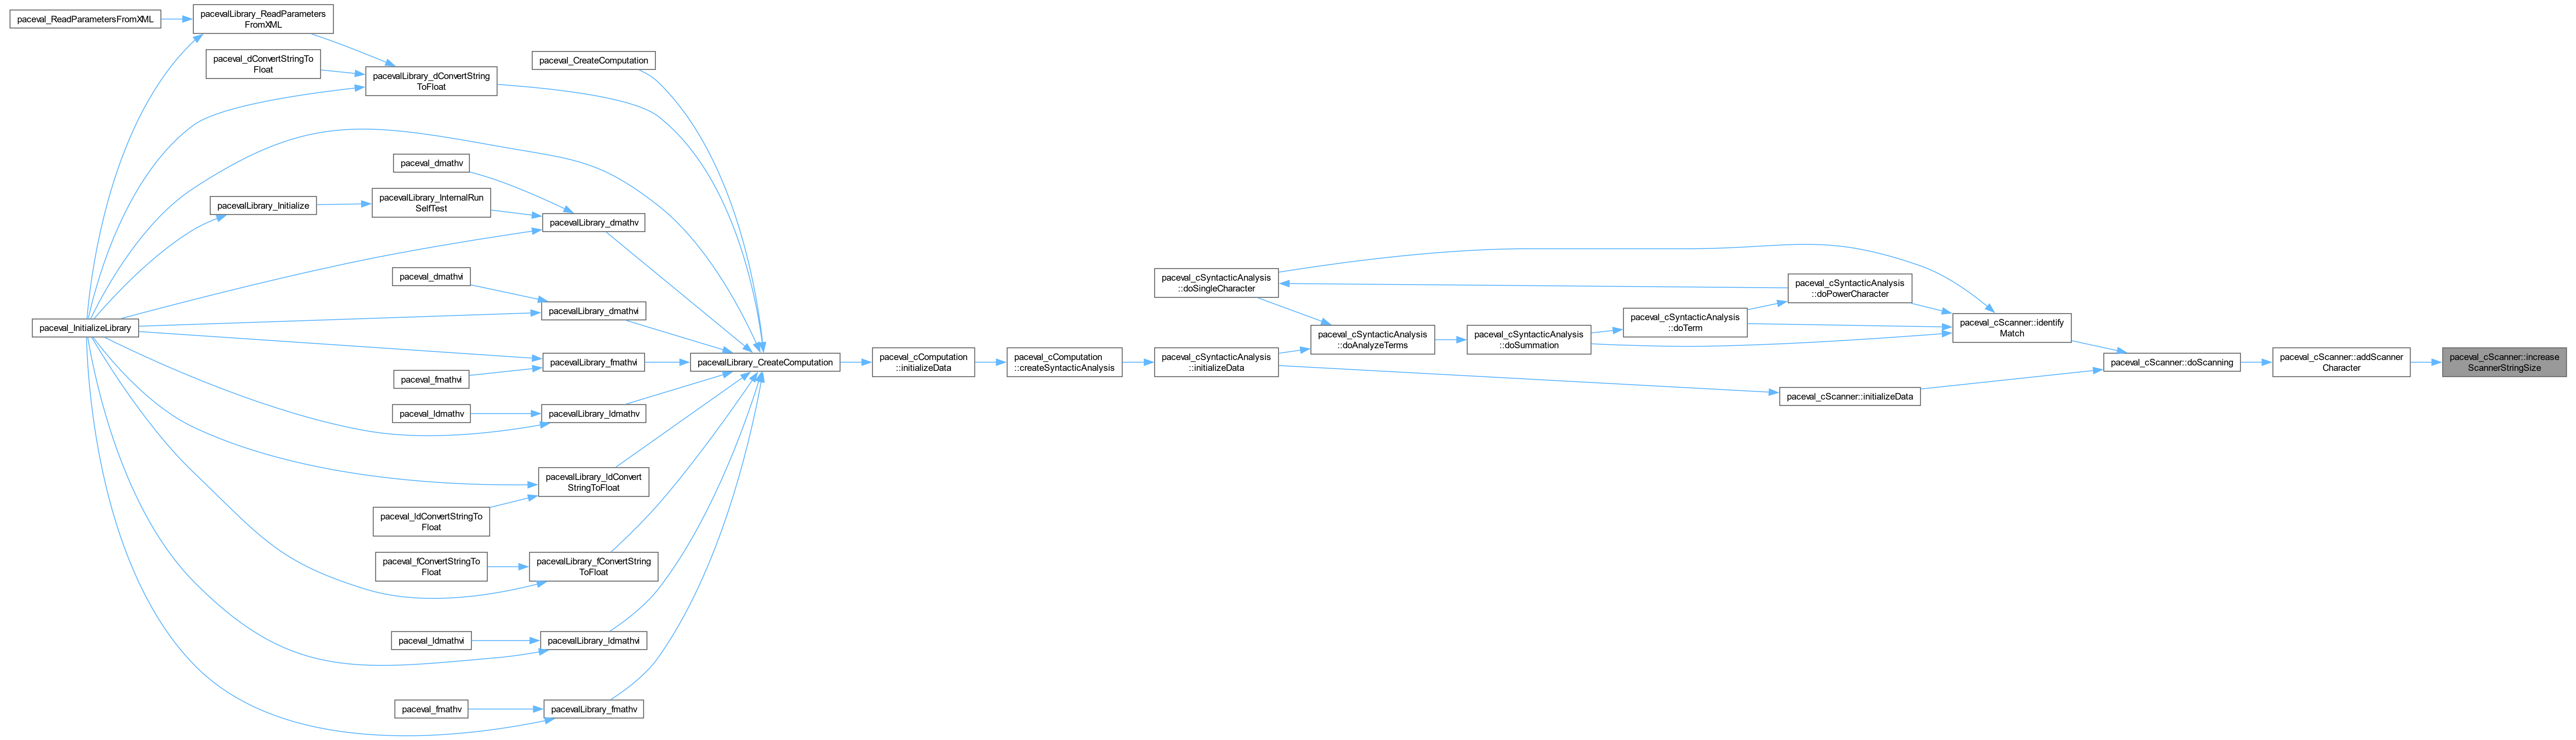 paceval_ReadParametersFromXML
pacevalLibrary_ReadParameters
FromXML
paceval_dConvertStringTo
Float
pacevalLibrary_dConvertString
ToFloat
paceval_CreateComputation
paceval_dmathv
pacevalLibrary_Initialize
pacevalLibrary_InternalRun
SelfTest
pacevalLibrary_dmathv
paceval_dmathvi
pacevalLibrary_dmathvi
paceval_InitializeLibrary
pacevalLibrary_fmathvi
paceval_fmathvi
pacevalLibrary_CreateComputation
paceval_ldmathv
pacevalLibrary_ldmathv
pacevalLibrary_ldConvert
StringToFloat
paceval_ldConvertStringTo
Float
paceval_fConvertStringTo
Float
pacevalLibrary_fConvertString
ToFloat
paceval_ldmathvi
pacevalLibrary_ldmathvi
paceval_fmathv
pacevalLibrary_fmathv
paceval_cComputation
::initializeData
paceval_cComputation
::createSyntacticAnalysis
paceval_cSyntacticAnalysis
::initializeData
paceval_cSyntacticAnalysis
::doSingleCharacter
paceval_cSyntacticAnalysis
::doAnalyzeTerms
paceval_cSyntacticAnalysis
::doSummation
paceval_cSyntacticAnalysis
::doTerm
paceval_cSyntacticAnalysis
::doPowerCharacter
paceval_cScanner::identify
Match
paceval_cScanner::initializeData
paceval_cScanner::doScanning
paceval_cScanner::addScanner
Character
paceval_cScanner::increase
ScannerStringSize